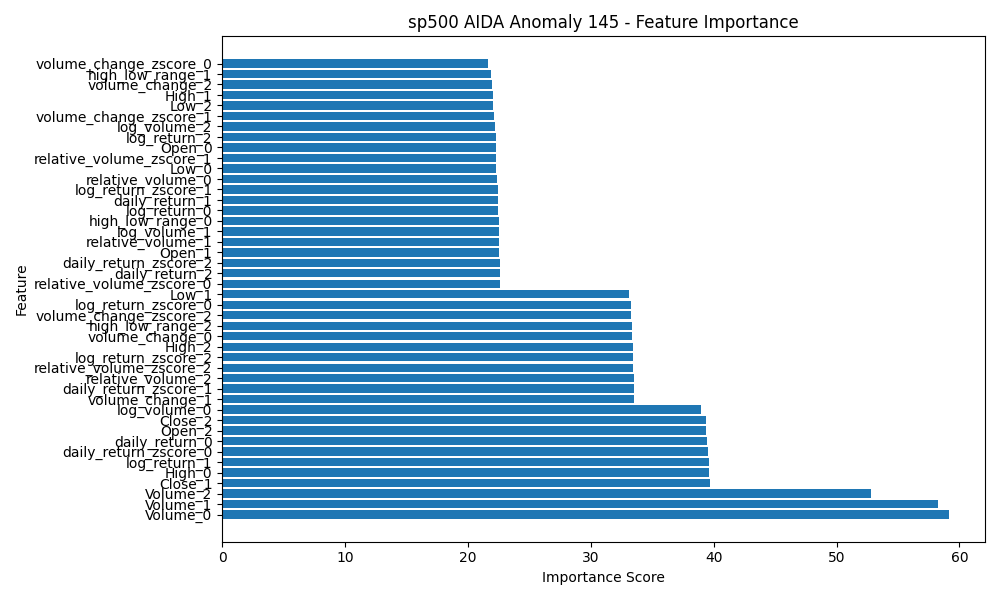 sp500 AIDA Anomaly 145 - Feature Importance
volume_change_zscore_0
high_low_range_1
volume_change_2
High_1
Low_2
volume_change_zscore_1
log_volume_2
log_return_2
Open_0
relative_volume_zscore_1
Low_0
relative_volume_0
log_return_zscore_1
daily_return_1
log_return_0
high_low_range_0
log_volume_1
relative_volume_1
Open_1
daily_return_zscore_2
daily_return_2
relative_volume_zscore_0
Low_1
log_return_zscore_0
volume_change_zscore_2
high_low_range_2
volume_change_0
High_2
log_return_zscore_2
relative_volume_zscore_2
relative_volume_2
daily_return_zscore_1
volume_change_1
log_volume_0
Close_2
Open_2
daily_return_0
daily_return_zscore_0
log_return_1
High_0
Close_1
Volume_2
Volume_1
Volume_0
Feature
0 10 20 30 40 50 60
Importance Score